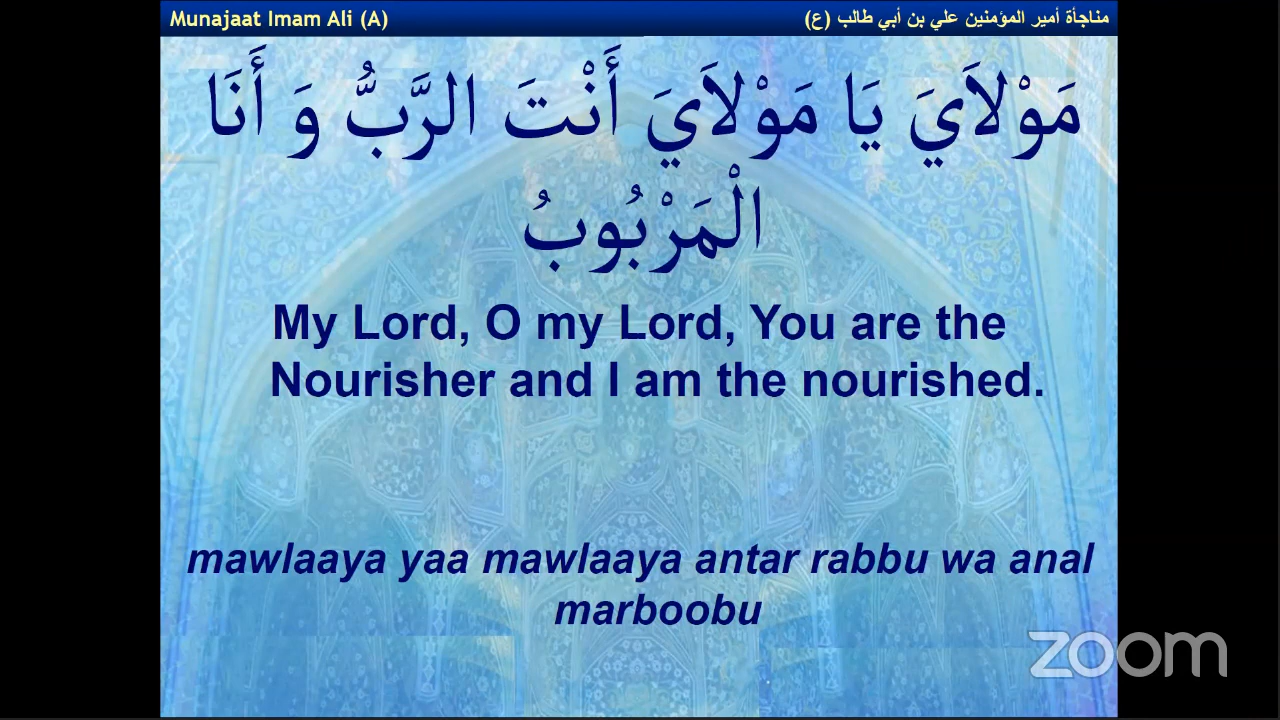 Munajaat Imam Ali (A)
مناجأة أمير المؤمنين علي بن أبي طالب (ع)
مَوْلاَيَ يَا مَوْلاَيَ أَنْتَ الرَّبُّ وَ أَنَا
الْمَرْبُوبُ
My Lord, O my Lord, You are the
Nourisher and I am the nourished.
mawlaaya yaa mawlaaya antar rabbu wa anal
marboobu
zoom